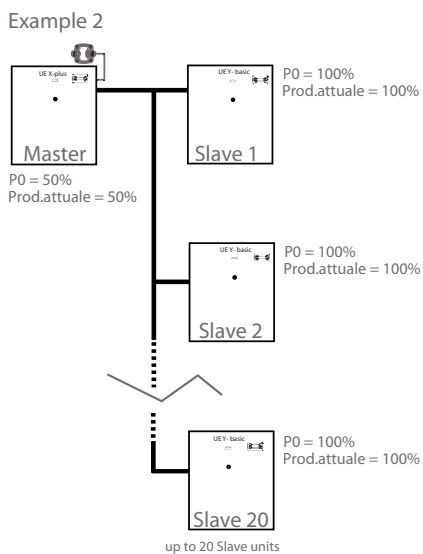 Example 2
UE X-plus
Master
P0 = 50%
Prod.attuale = 50%
UE Y- basic
Slave 1
P0 = 100%
Prod.attuale = 100%
UE Y- basic
Slave 2
P0 = 100%
Prod.attuale = 100%
UE Y- basic
Slave 20
P0 = 100%
Prod.attuale = 100%
up to 20 Slave units